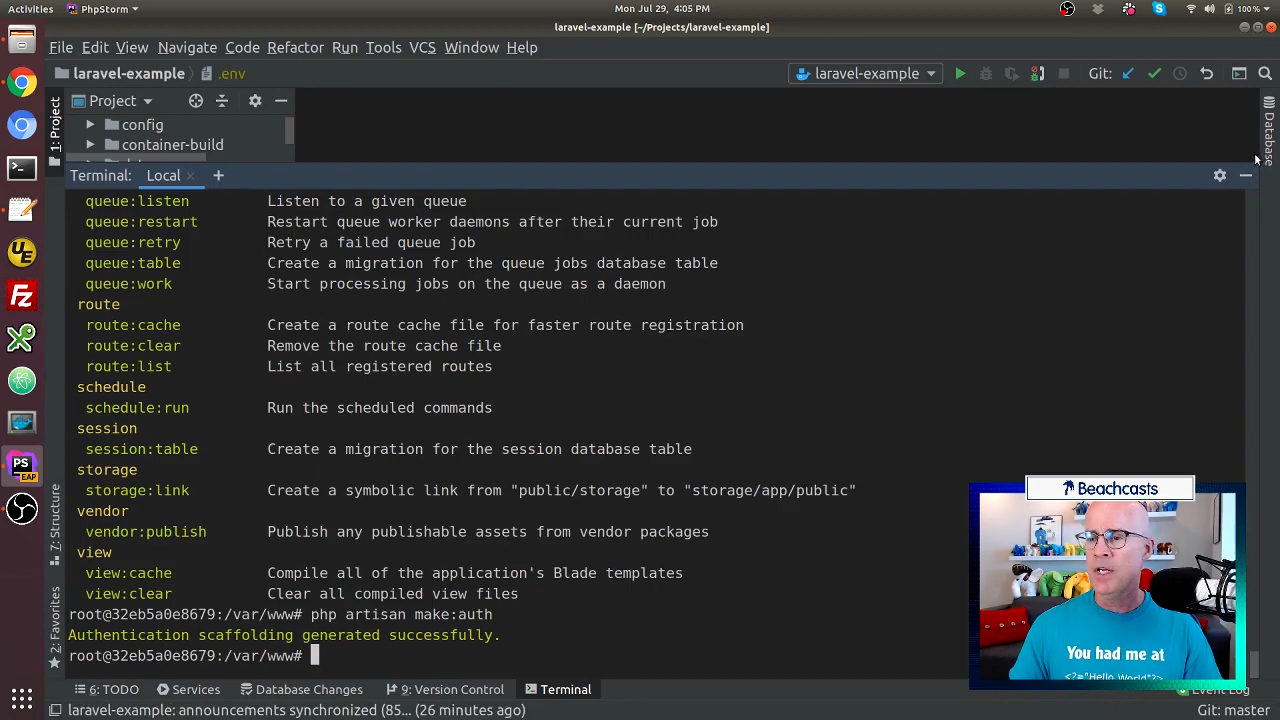 Activities PhpStorm Mon Jul 29, 4:05 PM 100%
laravel-example [~/Projects/laravel-example]
File Edit View Navigate Code Refactor Run Tools VCS Window Help
laravel-example .env laravel-example Git:
1: Project Project Database
config
container-build
Terminal: Local × +
queue:listen Listen to a given queue
queue:restart Restart queue worker daemons after their current job
queue:retry Retry a failed queue job
queue:table Create a migration for the queue jobs database table
queue:work Start processing jobs on the queue as a daemon
route
route:cache Create a route cache file for faster route registration
route:clear Remove the route cache file
route:list List all registered routes
schedule
schedule:run Run the scheduled commands
session
session:table Create a migration for the session database table
storage
storage:link Create a symbolic link from "public/storage" to "storage/app/public"
vendor
vendor:publish Publish any publishable assets from vendor packages
view
view:cache Compile all of the application's Blade templates
view:clear Clear all compiled view files
root@32eb5a0e8679:/var/www# php artisan make:auth
Authentication scaffolding generated successfully.
root@32eb5a0e8679:/var/www#
7: Structure
2: Favorites
UE
Fz
PS
EAP
Beachcasts
You had me at
<?="Hello World"?>
6: TODO Services Database Changes 9: Version Control Terminal Event Log
laravel-example: announcements synchronized (85... (26 minutes ago) Git: master